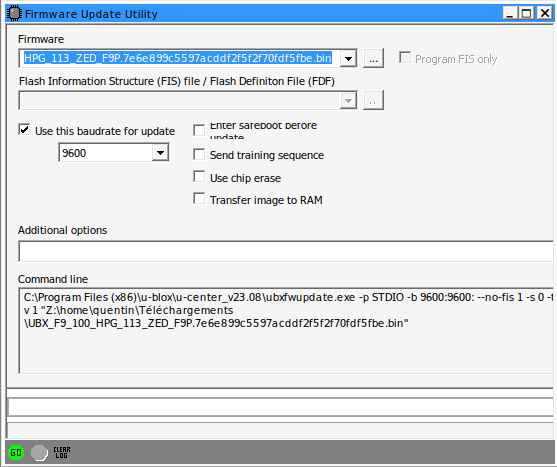 Firmware Update Utility
Firmware
HPG_113_ZED_F9P.7e6e899c5597acddf2f5f2f70fdf5fbe.bin
...
Program FIS only
Flash Information Structure (FIS) file / Flash Definiton File (FDF)
..
Use this baudrate for update
Enter safeboot before
update
9600
Send training sequence
Use chip erase
Transfer image to RAM
Additional options
Command line
C:\Program Files (x86)\u-blox\u-center_v23.08\ubxfwupdate.exe -p STDIO -b 9600:9600: --no-fis 1 -s 0 -t
v 1 "Z:\home\quentin\Téléchargements
\UBX_F9_100_HPG_113_ZED_F9P.7e6e899c5597acddf2f5f2f70fdf5fbe.bin"
GO
CLEAR
LOG